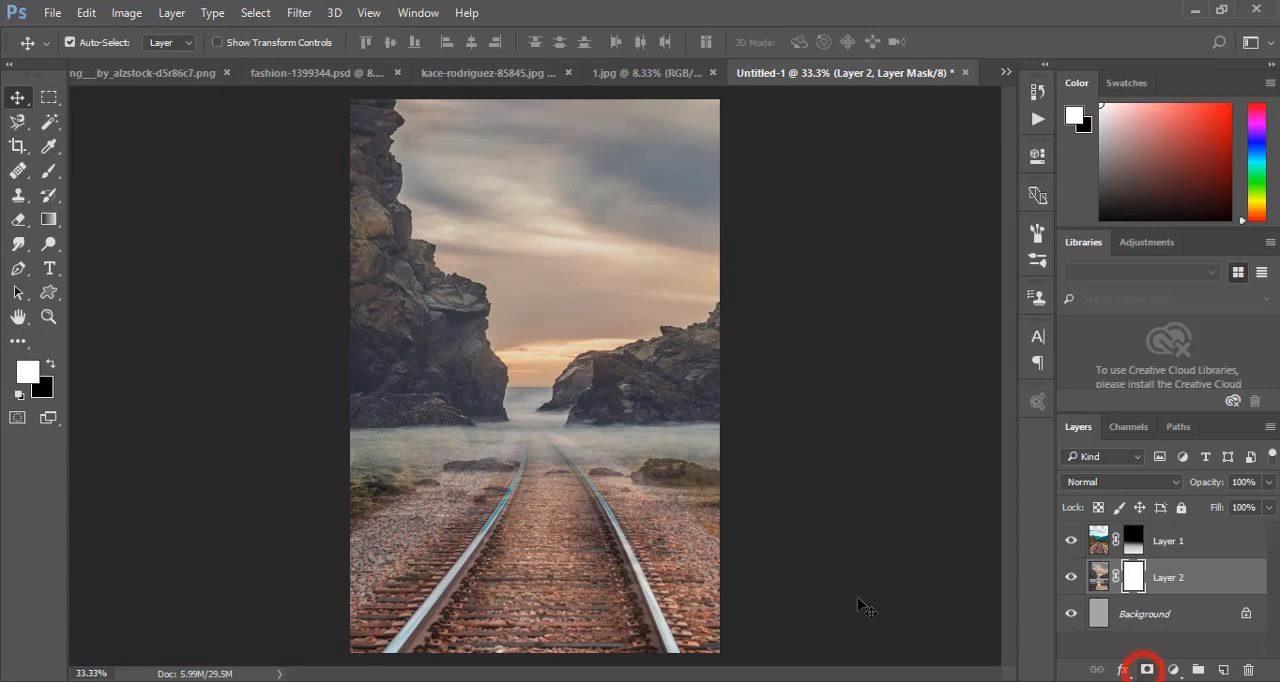 Ps File Edit Image Layer Type Select Filter 3D View Window Help
Auto-Select: Layer Show Transform Controls 3D Mode:
ng__by_alzstock-d5r86c7.png × fashion-1399344.psd @ 8.... × kace-rodriguez-85845.jpg ... × 1.jpg @ 8.33% (RGB/... × Untitled-1 @ 33.3% (Layer 2, Layer Mask/8) * ×
Color Swatches
Libraries Adjustments
Search Adobe Stock
To use Creative Cloud Libraries,
please install the Creative Cloud
Layers Channels Paths
Kind
Normal Opacity: 100%
Lock: Fill: 100%
Layer 1
Layer 2
Background
fx
33.33% Doc: 5.99M/29.5M